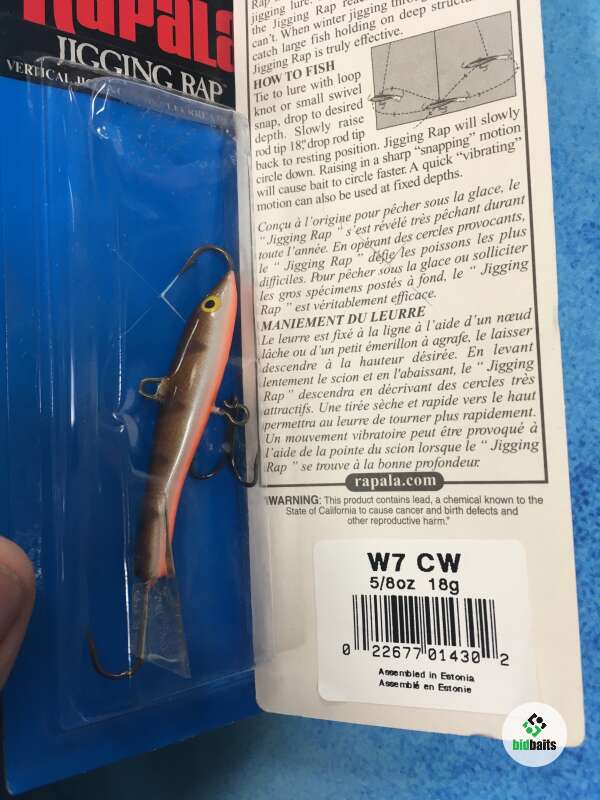 Rapala
JIGGING RAP
VERTICAL
jigging lure.
the Jigging Rap
can't. When winter jigging
catch large fish holding on deep
Jigging Rap is truly effective.
HOW TO FISH
Tie to lure with loop
knot or small swivel
snap, drop to desired
depth. Slowly raise
rod tip 18", drop rod tip
back to resting position. Jigging Rap will slowly
circle down. Raising in a sharp "snapping" motion
will cause bait to circle faster. A quick "vibrating"
motion can also be used at fixed depths.
Conçu à l'origine pour pêcher sous la glace, le
" Jigging Rap " s'est révélé très pêchant durant
toute l'année. En opérant des cercles provocants,
le " Jigging Rap " défie les poissons les plus
difficiles. Pour pêcher sous la glace ou solliciter
les gros spécimens postés à fond, le " Jigging
Rap " est véritablement efficace.
MANIEMENT DU LEURRE
Le leurre est fixé à la ligne à l'aide d'un nœud
lâche ou d'un petit émerillon à agrafe, le laisser
descendre à la hauteur désirée. En levant
lentement le scion et en l'abaissant, le " Jigging
Rap " descendra en décrivant des cercles très
attractifs. Une tirée sèche et rapide vers le haut
permettra au leurre de tourner plus rapidement.
Un mouvement vibratoire peut être provoqué à
l'aide de la pointe du scion lorsque le " Jigging
Rap " se trouve à la bonne profondeur.
rapala.com
"WARNING: This product contains lead, a chemical known to the
State of California to cause cancer and birth defects and
other reproductive harm."
W7 CW
5/8oz 18g
0 22677 01430 2
Assembled in Estonia
Assemblé en Estonie
bidbaits